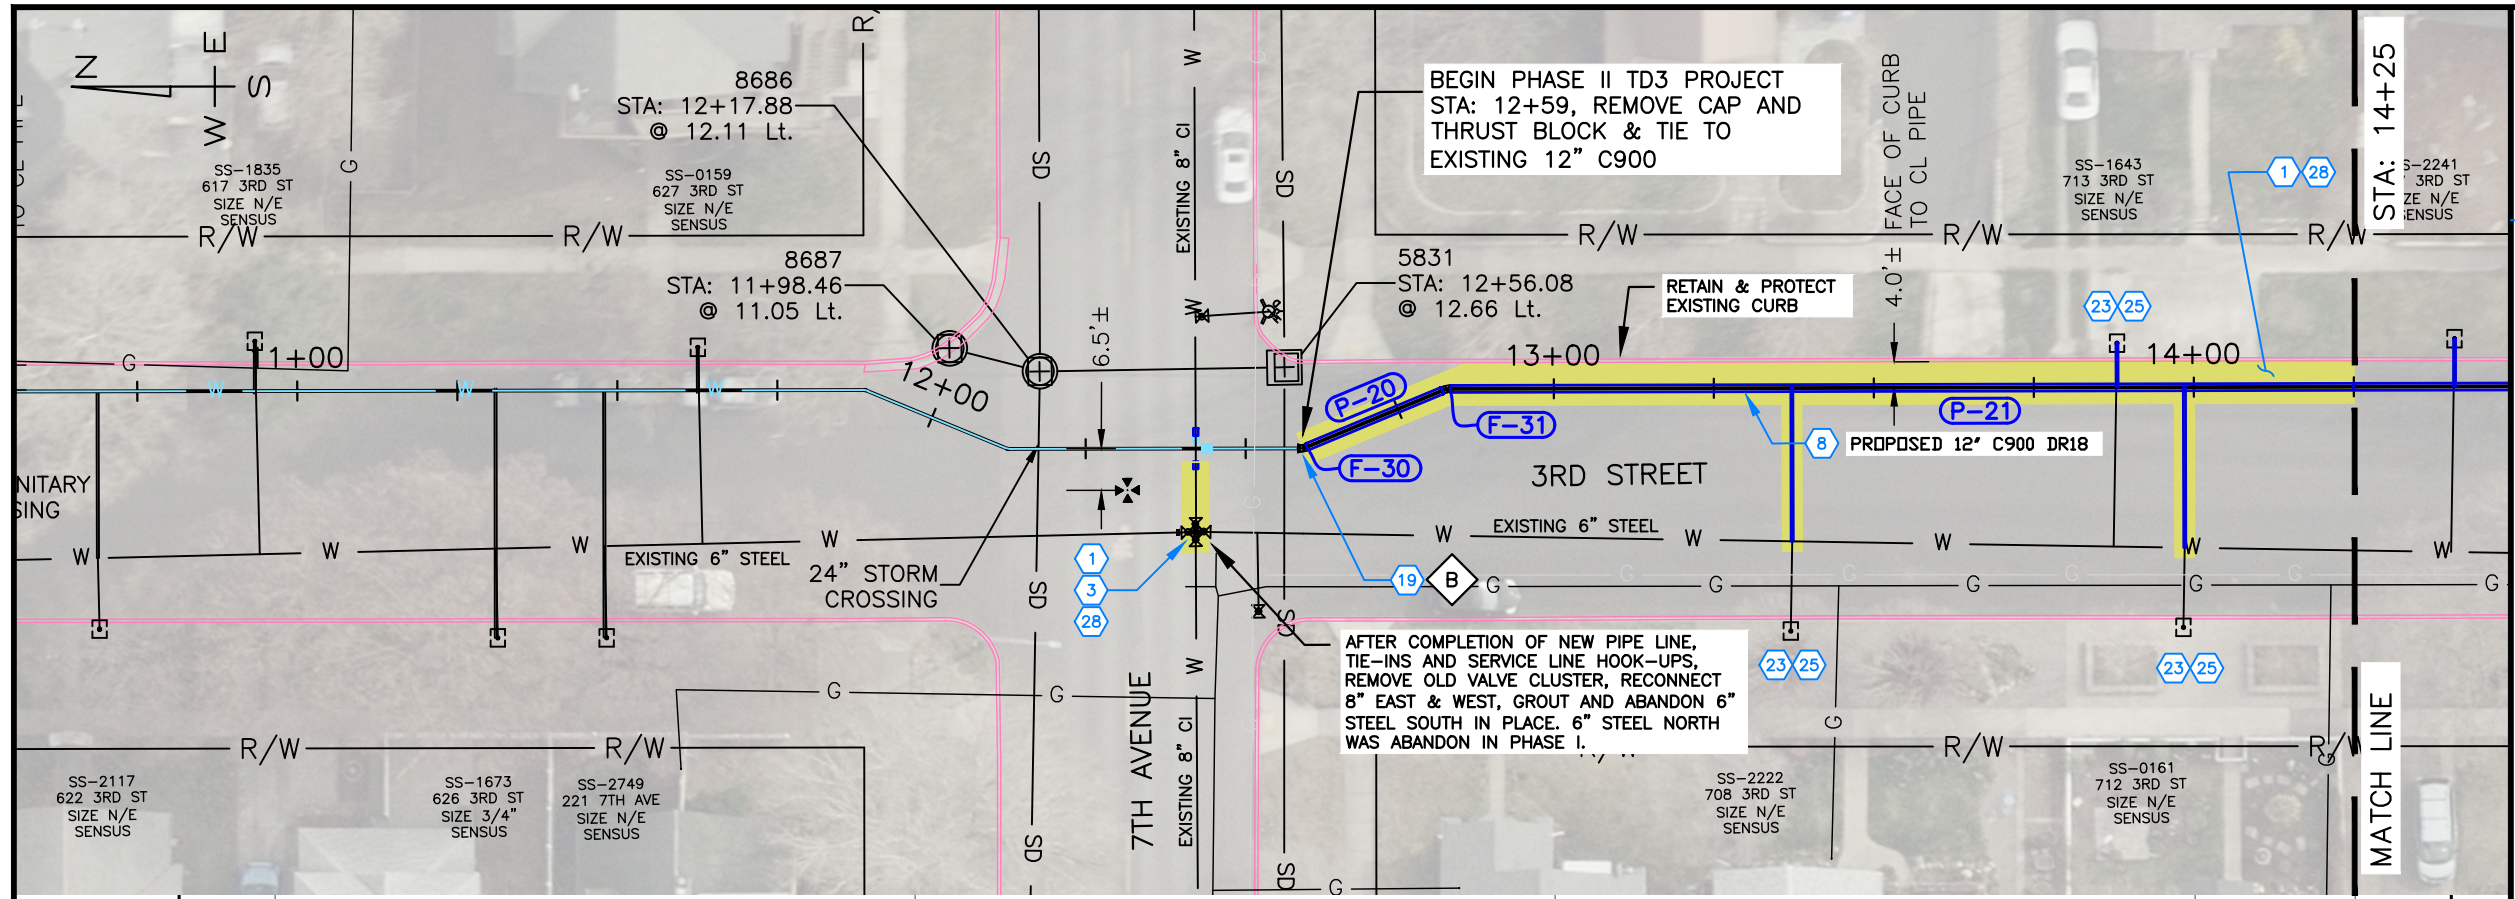 N
W
E
S
R/
8686
STA: 12+17.88
@ 12.11 Lt.
SS-1835
617 3RD ST
SIZE N/E
SENSUS
SS-0159
627 3RD ST
SIZE N/E
SENSUS
G
R/W
R/W
8687
STA: 11+98.46
@ 11.05 Lt.
SD
W
EXISTING 8" CI
W
SD
BEGIN PHASE II TD3 PROJECT
STA: 12+59, REMOVE CAP AND
THRUST BLOCK & TIE TO
EXISTING 12" C900
4.0'± FACE OF CURB
TO CL PIPE
SS-1643
713 3RD ST
SIZE N/E
SENSUS
1
28
STA: 14+25
S-2241
3RD ST
IZE N/E
SENSUS
R/W
R/W
R/W
5831
STA: 12+56.08
@ 12.66 Lt.
RETAIN & PROTECT
EXISTING CURB
23
25
G
1+00
12+00
6.5'±
13+00
14+00
W
W
W
P-20
F-31
F-30
P-21
8
PROPOSED 12" C900 DR18
3RD STREET
NITARY
SING
W
W
W
EXISTING 6" STEEL
W
W
EXISTING 6" STEEL
W
W
W
W
24" STORM
CROSSING
SD
1
3
28
19
B
G
G
G
G
G
SD
AFTER COMPLETION OF NEW PIPE LINE,
TIE-INS AND SERVICE LINE HOOK-UPS,
REMOVE OLD VALVE CLUSTER, RECONNECT
8" EAST & WEST, GROUT AND ABANDON 6"
STEEL SOUTH IN PLACE. 6" STEEL NORTH
WAS ABANDON IN PHASE I.
23
25
23
25
G
G
W
G
R/W
R/W
R/W
R/W
R/W
G
7TH AVENUE
EXISTING 8" CI
MATCH LINE
SS-2117
622 3RD ST
SIZE N/E
SENSUS
SS-1673
626 3RD ST
SIZE 3/4"
SENSUS
SS-2749
221 7TH AVE
SIZE N/E
SENSUS
SS-2222
708 3RD ST
SIZE N/E
SENSUS
SS-0161
712 3RD ST
SIZE N/E
SENSUS
SD
SD
G